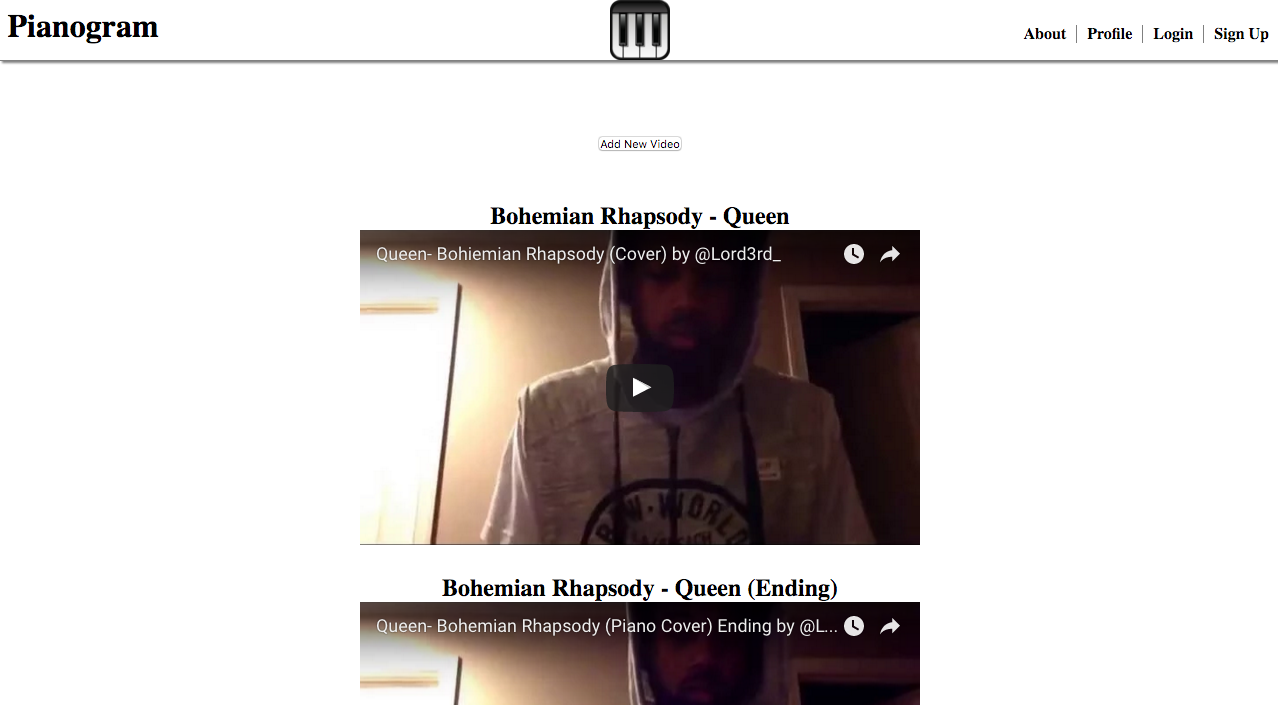 Pianogram
About
Profile
Login
Sign Up
Add New Video
Bohemian Rhapsody - Queen
Queen- Bohiemian Rhapsody (Cover) by @Lord3rd_
WORLD
Bohemian Rhapsody - Queen (Ending)
Queen- Bohemian Rhapsody (Piano Cover) Ending by @L...